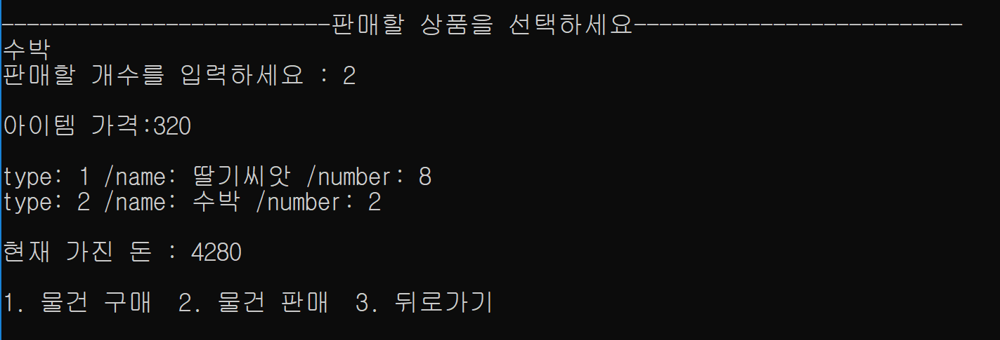 --------------------------판매할 상품을 선택하세요--------------------------
수박
판매할 개수를 입력하세요 : 2
아이템 가격:320
type: 1 /name: 딸기씨앗 /number: 8
type: 2 /name: 수박 /number: 2
현재 가진 돈 : 4280
1. 물건 구매  2. 물건 판매  3. 뒤로가기